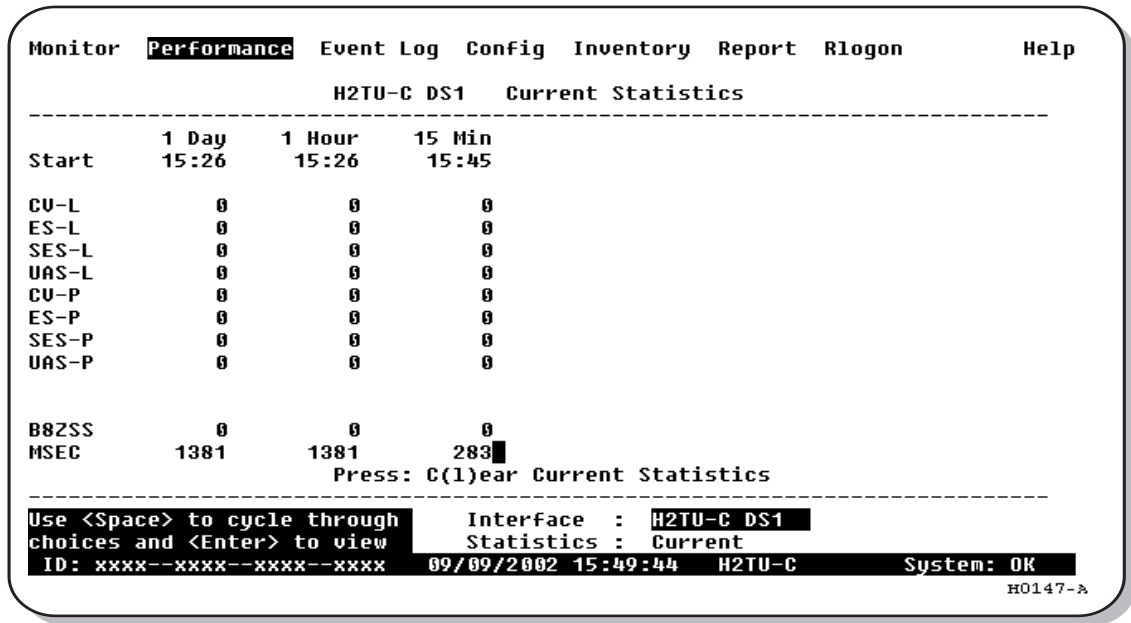 Monitor Performance Event Log Config Inventory Report Rlogon Help
H2TU-C DS1 Current Statistics
1 Day 1 Hour 15 Min
Start 15:26 15:26 15:45
CV-L 0 0 0
ES-L 0 0 0
SES-L 0 0 0
UAS-L 0 0 0
CV-P 0 0 0
ES-P 0 0 0
SES-P 0 0 0
UAS-P 0 0 0
B8ZSS 0 0 0
MSEC 1381 1381 283
Press: C(l)ear Current Statistics
Use <Space> to cycle through Interface : H2TU-C DS1
choices and <Enter> to view Statistics : Current
ID: xxxx--xxxx--xxxx--xxxx 09/09/2002 15:49:44 H2TU-C System: OK
H0147-A